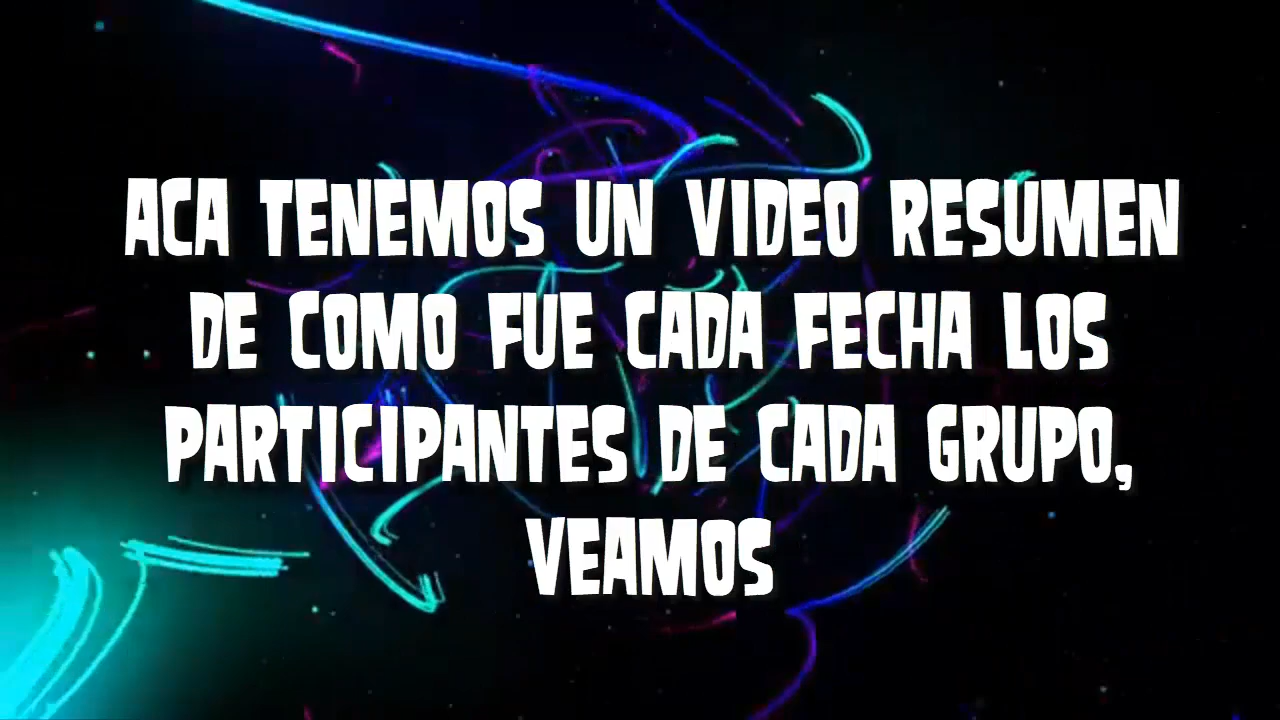 ACA TENEMOS UN VIDEO RESUMEN
DE COMO FUE CADA FECHA LOS
PARTICIPANTES DE CADA GRUPO,
VEAMOS